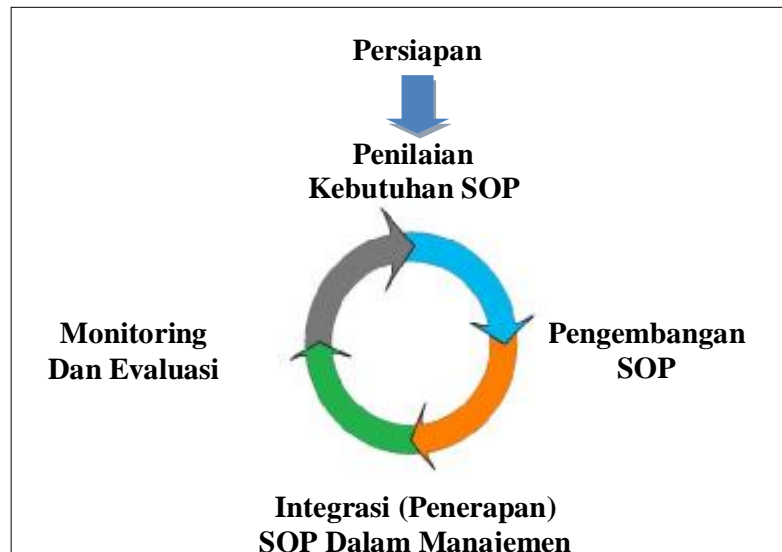 Persiapan
Penilaian
Kebutuhan SOP
Monitoring
Dan Evaluasi
Pengembangan
SOP
Integrasi (Penerapan)
SOP Dalam Manajemen